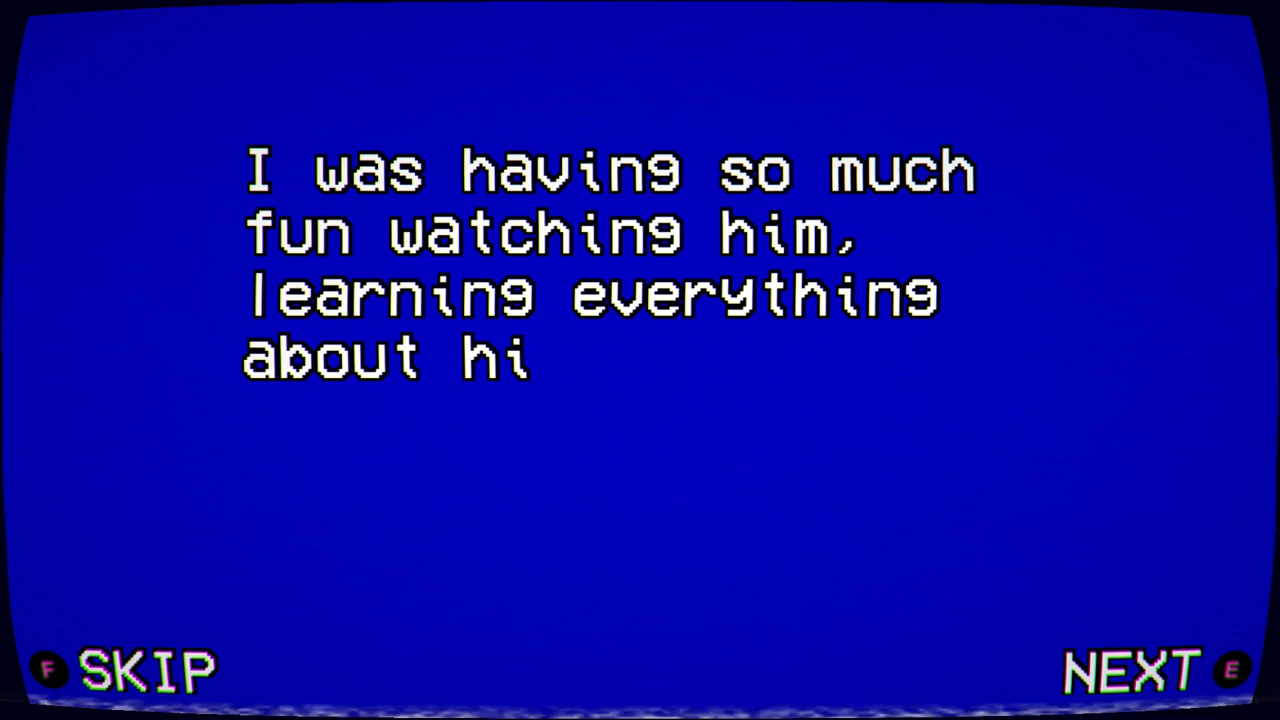 I was having so much
fun watching him,
learning everything
about hi
F SKIP
NEXT E